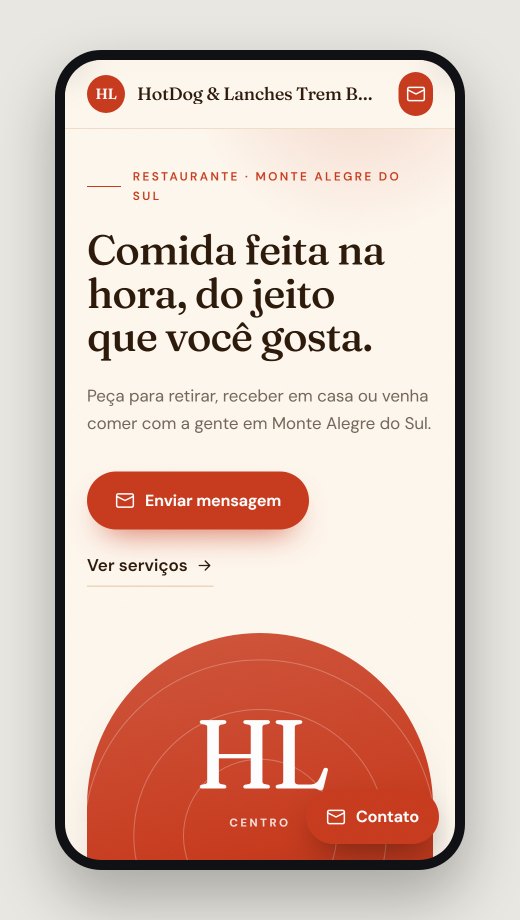 HL
HotDog & Lanches Trem B...
RESTAURANTE · MONTE ALEGRE DO
SUL
Comida feita na
hora, do jeito
que você gosta.
Peça para retirar, receber em casa ou venha
comer com a gente em Monte Alegre do Sul.
Enviar mensagem
Ver serviços →
HL
CENTRO
Contato